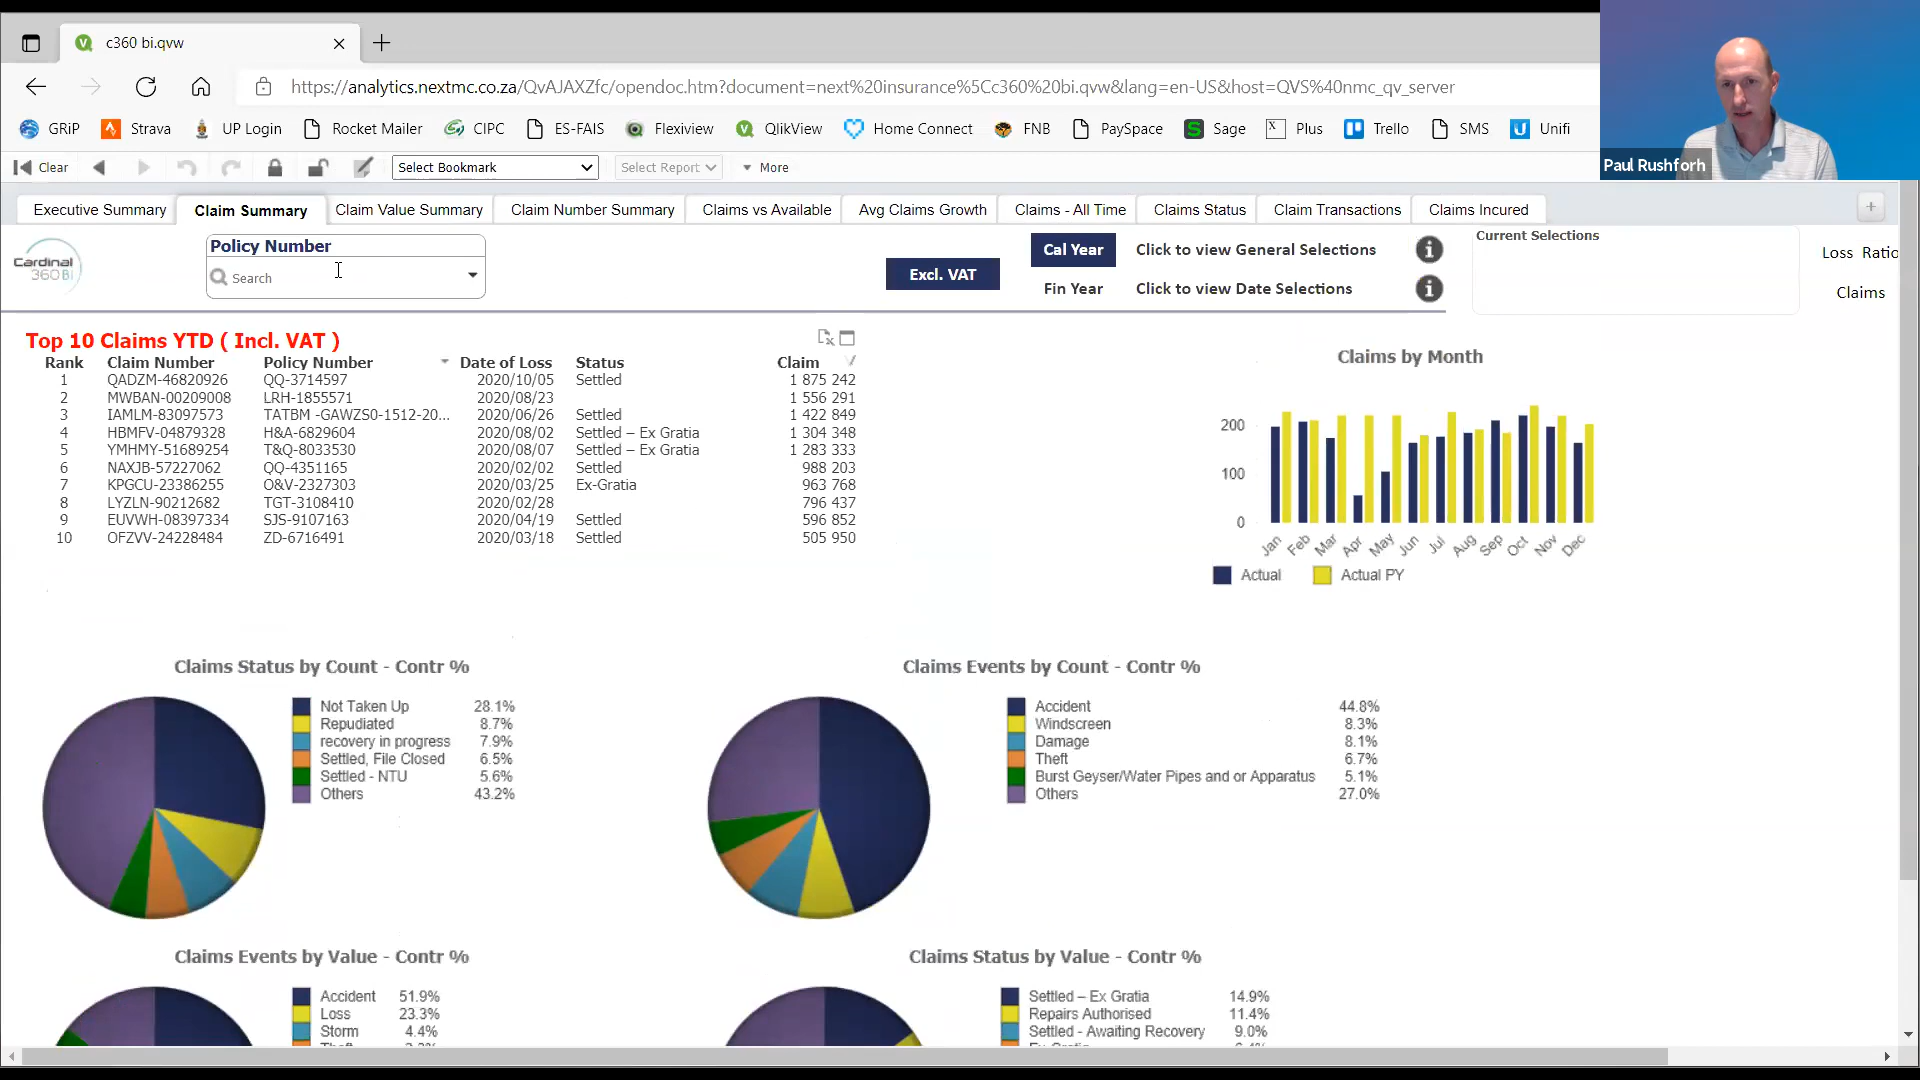 c360 bi.qvw
https://analytics.nextmc.co.za/QvAJAXZfc/opendoc.htm?document=next%20insurance%5Cc360%20bi.qvw&lang=en-US&host=QVS%40nmc_qv_server
GRiP Strava UP Login Rocket Mailer CIPC ES-FAIS Flexiview QlikView Home Connect FNB PaySpace Sage Plus Trello SMS Unifi
Paul Rushforh
Clear Select Bookmark Select Report More
Executive Summary Claim Summary Claim Value Summary Claim Number Summary Claims vs Available Avg Claims Growth Claims - All Time Claims Status Claim Transactions Claims Incured
Cardinal
360BI
Policy Number
Search
Excl. VAT
Cal Year Click to view General Selections
Fin Year Click to view Date Selections
Current Selections
Loss Ratio
Claims
Top 10 Claims YTD ( Incl. VAT )
Rank Claim Number Policy Number Date of Loss Status Claim
1 QADZM-46820926 QQ-3714597 2020/10/05 Settled 1 875 242
2 MWBAN-00209008 LRH-1855571 2020/08/23 1 556 291
3 IAMLM-83097573 TATBM -GAWZS0-1512-20... 2020/06/26 Settled 1 422 849
4 HBMFV-04879328 H&A-6829604 2020/08/02 Settled – Ex Gratia 1 304 348
5 YMHMY-51689254 T&Q-8033530 2020/08/07 Settled – Ex Gratia 1 283 333
6 NAXJB-57227062 QQ-4351165 2020/02/02 Settled 988 203
7 KPGCU-23386255 O&V-2327303 2020/03/25 Ex-Gratia 963 768
8 LYZLN-90212682 TGT-3108410 2020/02/28 796 437
9 EUVWH-08397334 SJS-9107163 2020/04/19 Settled 596 852
10 OFZVV-24228484 ZD-6716491 2020/03/18 Settled 505 950
Claims by Month
200
100
0
Jan Feb Mar Apr May Jun Jul Aug Sep Oct Nov Dec
Actual Actual PY
Claims Status by Count - Contr %
Not Taken Up 28.1%
Repudiated 8.7%
recovery in progress 7.9%
Settled, File Closed 6.5%
Settled - NTU 5.6%
Others 43.2%
Claims Events by Count - Contr %
Accident 44.8%
Windscreen 8.3%
Damage 8.1%
Theft 6.7%
Burst Geyser/Water Pipes and or Apparatus 5.1%
Others 27.0%
Claims Events by Value - Contr %
Accident 51.9%
Loss 23.3%
Storm 4.4%
Claims Status by Value - Contr %
Settled – Ex Gratia 14.9%
Repairs Authorised 11.4%
Settled - Awaiting Recovery 9.0%